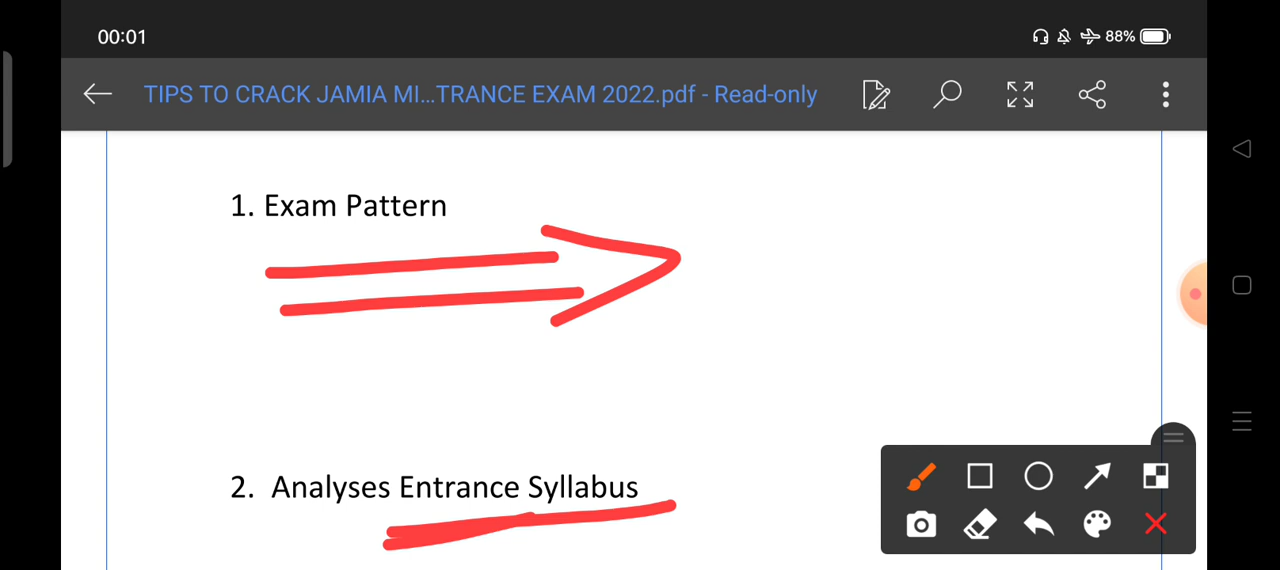 00:01
88%
TIPS TO CRACK JAMIA MI...TRANCE EXAM 2022.pdf - Read-only
1. Exam Pattern
2. Analyses Entrance Syllabus